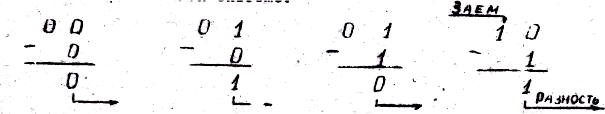 ЗАЕМ
0 0   0 1   0 1   1 0
- 0   - 0   - 1   - 1
0   1   0   1
РАЗНОСТЬ